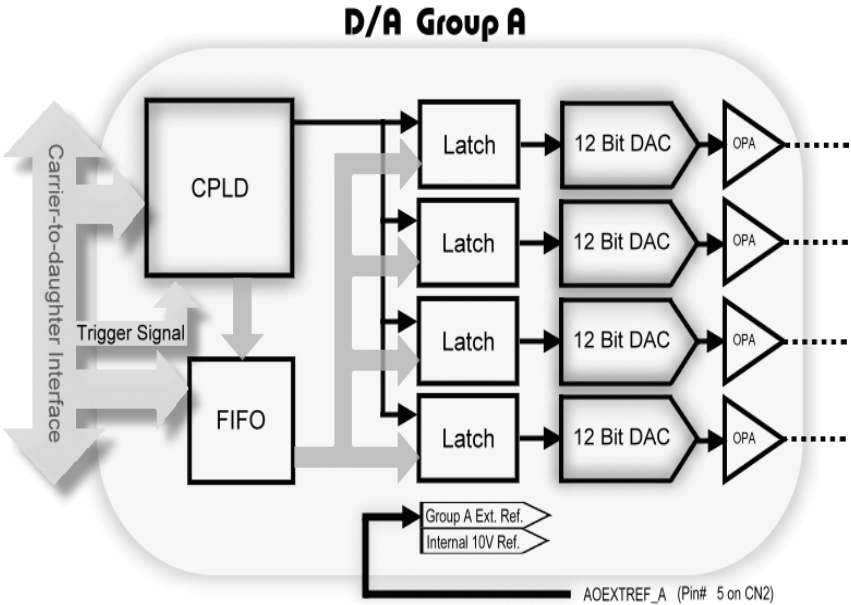 D/A Group A
Carrier-to-daughter Interface
CPLD
Trigger Signal
FIFO
Latch
12 Bit DAC
OPA
Latch
12 Bit DAC
OPA
Latch
12 Bit DAC
OPA
Latch
12 Bit DAC
OPA
Group A Ext. Ref.
Internal 10V Ref.
AOEXTREF_A (Pin# 5 on CN2)